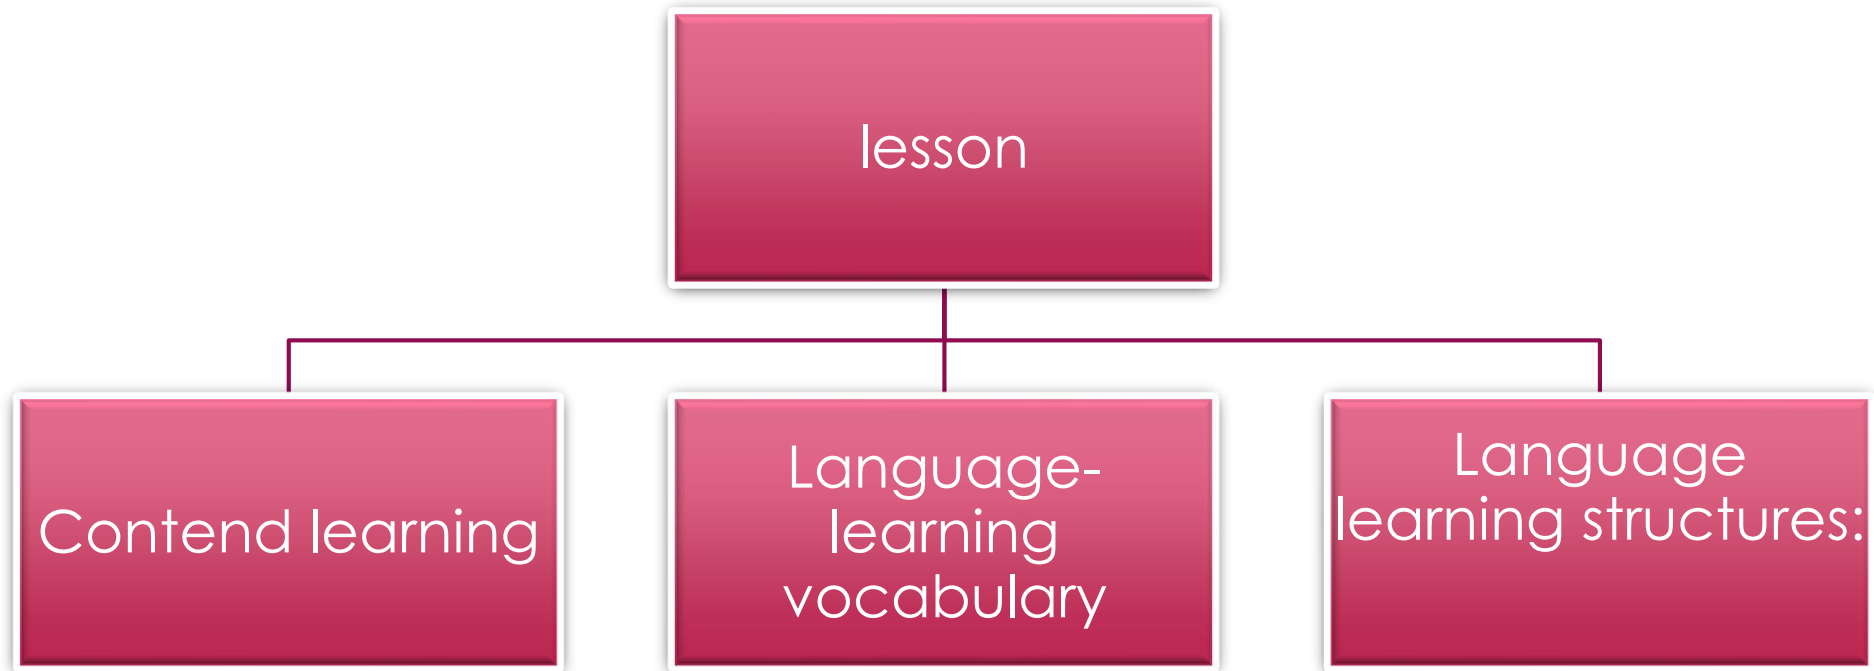 lesson
Contend learning
Language-
learning
vocabulary
Language
learning structures: